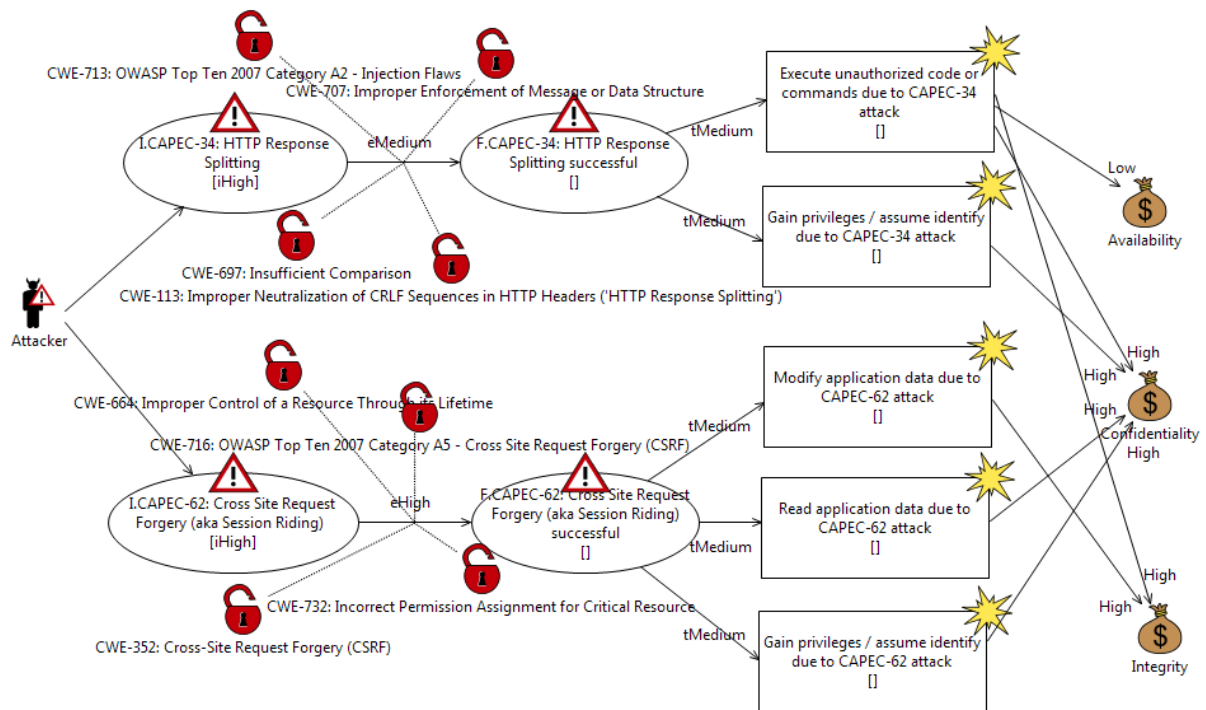 CWE-713: OWASP Top Ten 2007 Category A2 - Injection Flaws
CWE-707: Improper Enforcement of Message or Data Structure
I.CAPEC-34: HTTP Response
Splitting
[iHigh]
eMedium
F.CAPEC-34: HTTP Response
Splitting successful
[]
tMedium
tMedium
Execute unauthorized code or
commands due to CAPEC-34
attack
[]
Gain privileges / assume identify
due to CAPEC-34 attack
[]
Low
$
Availability
CWE-697: Insufficient Comparison
CWE-113: Improper Neutralization of CRLF Sequences in HTTP Headers ('HTTP Response Splitting')
Attacker
High
High
High
$
Confidentiality
High
CWE-664: Improper Control of a Resource Through its Lifetime
CWE-716: OWASP Top Ten 2007 Category A5 - Cross Site Request Forgery (CSRF)
I.CAPEC-62: Cross Site Request
Forgery (aka Session Riding)
[iHigh]
eHigh
F.CAPEC-62: Cross Site Request
Forgery (aka Session Riding)
successful
[]
tMedium
tMedium
tMedium
Modify application data due to
CAPEC-62 attack
[]
Read application data due to
CAPEC-62 attack
[]
Gain privileges / assume identify
due to CAPEC-62 attack
[]
High
High
$
Integrity
CWE-732: Incorrect Permission Assignment for Critical Resource
CWE-352: Cross-Site Request Forgery (CSRF)